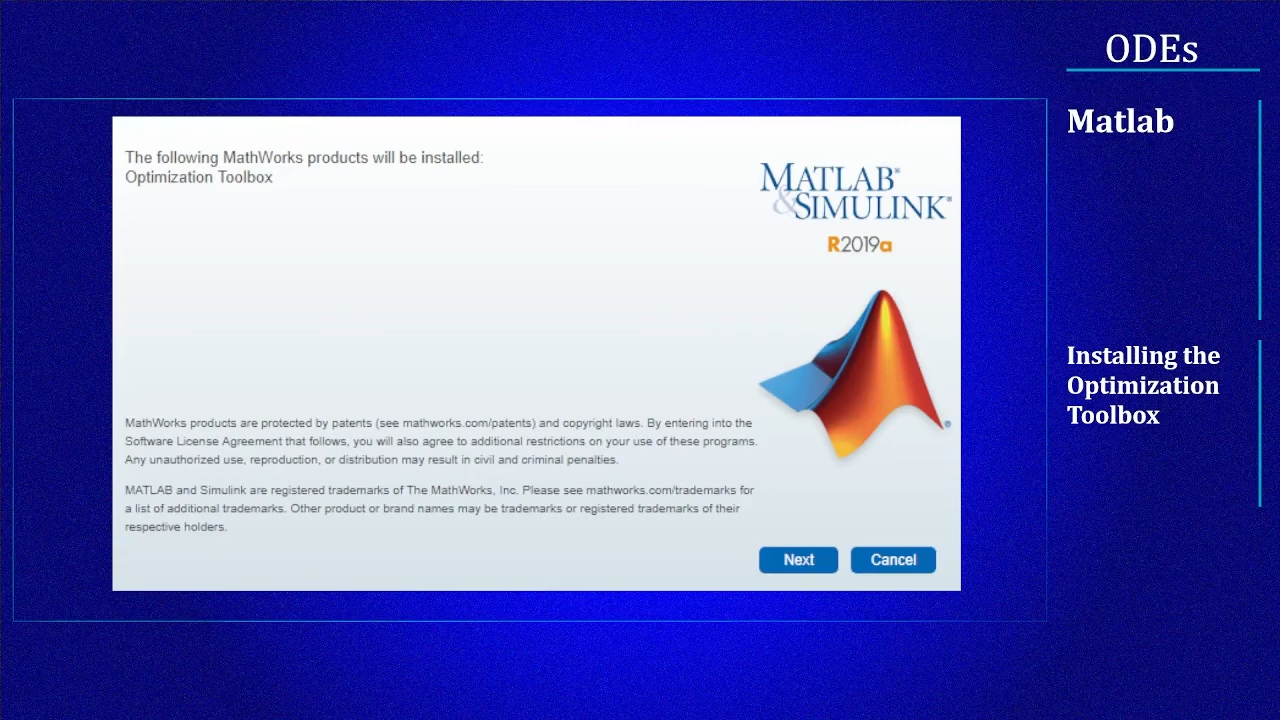 ODEs
Matlab
Installing the
Optimization
Toolbox
The following MathWorks products will be installed:
Optimization Toolbox
MATLAB®
&SIMULINK®
R2019a
®
MathWorks products are protected by patents (see mathworks.com/patents) and copyright laws. By entering into the
Software License Agreement that follows, you will also agree to additional restrictions on your use of these programs.
Any unauthorized use, reproduction, or distribution may result in civil and criminal penalties.
MATLAB and Simulink are registered trademarks of The MathWorks, Inc. Please see mathworks.com/trademarks for
a list of additional trademarks. Other product or brand names may be trademarks or registered trademarks of their
respective holders.
Next
Cancel